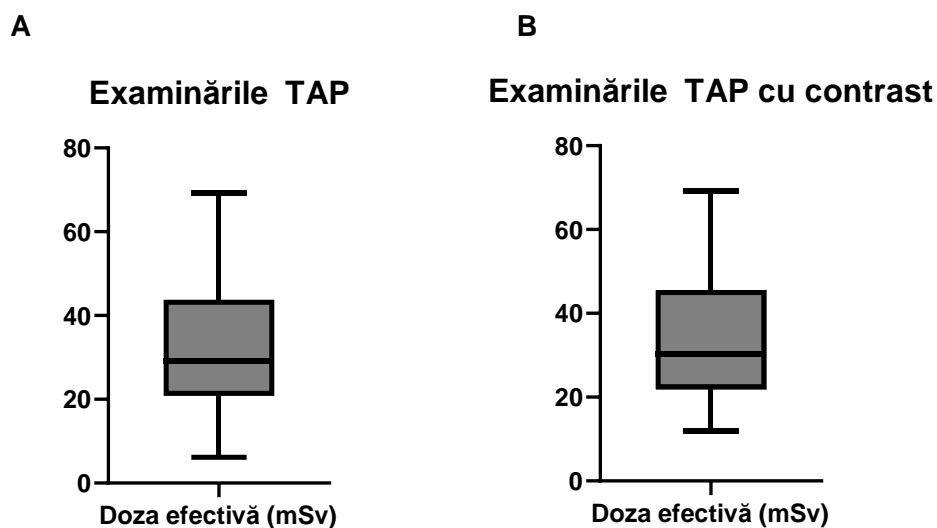 A
Examinările TAP
80
60
40
20
0
Doza efectivă (mSv)
B
Examinările TAP cu contrast
80
60
40
20
0
Doza efectivă (mSv)